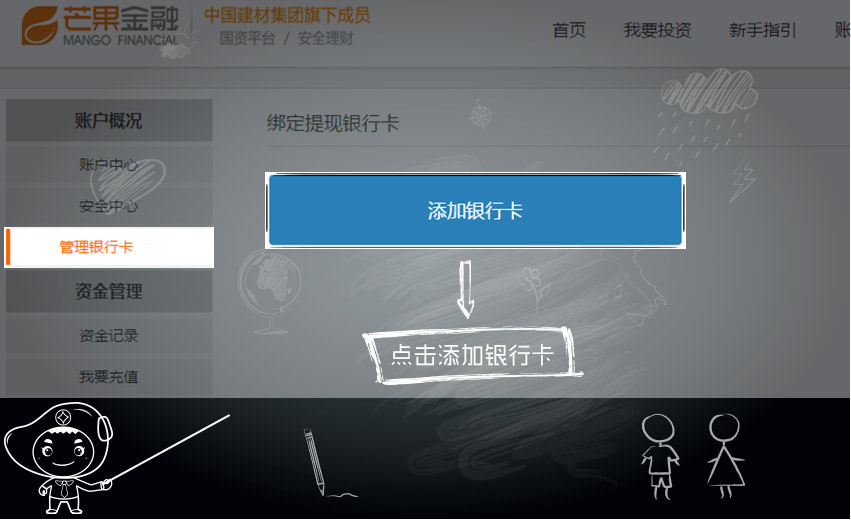 芒果金融
MANGO FINANCIAL
中国建材集团旗下成员
国资平台 / 安全理财
首页 我要投资 新手指引 账
账户概况
绑定提现银行卡
账户中心
安全中心
添加银行卡
管理银行卡
资金管理
资金记录
点击添加银行卡
我要充值